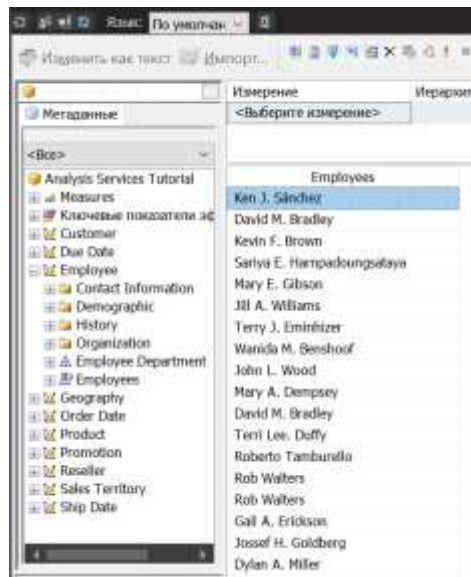 Язык: По умолчан
Изменить как текст Импорт...
Измерение Иерархия
Метаданные
<Выберите измерение>
<Все>
Analysis Services Tutorial
Measures
Ключевые показатели эф
Customer
Due Date
Employee
Contact Information
Demographic
History
Organization
Employee Department
Employees
Geography
Order Date
Product
Promotion
Reseller
Sales Territory
Ship Date
Employees
Ken J. Sánchez
David M. Bradley
Kevin F. Brown
Sariya E. Harnpadoungsataya
Mary E. Gibson
Jill A. Williams
Terry J. Eminhizer
Wanida M. Benshoof
John L. Wood
Mary A. Dempsey
David M. Bradley
Terri Lee. Duffy
Roberto Tamburello
Rob Walters
Rob Walters
Gail A. Erickson
Jossef H. Goldberg
Dylan A. Miller